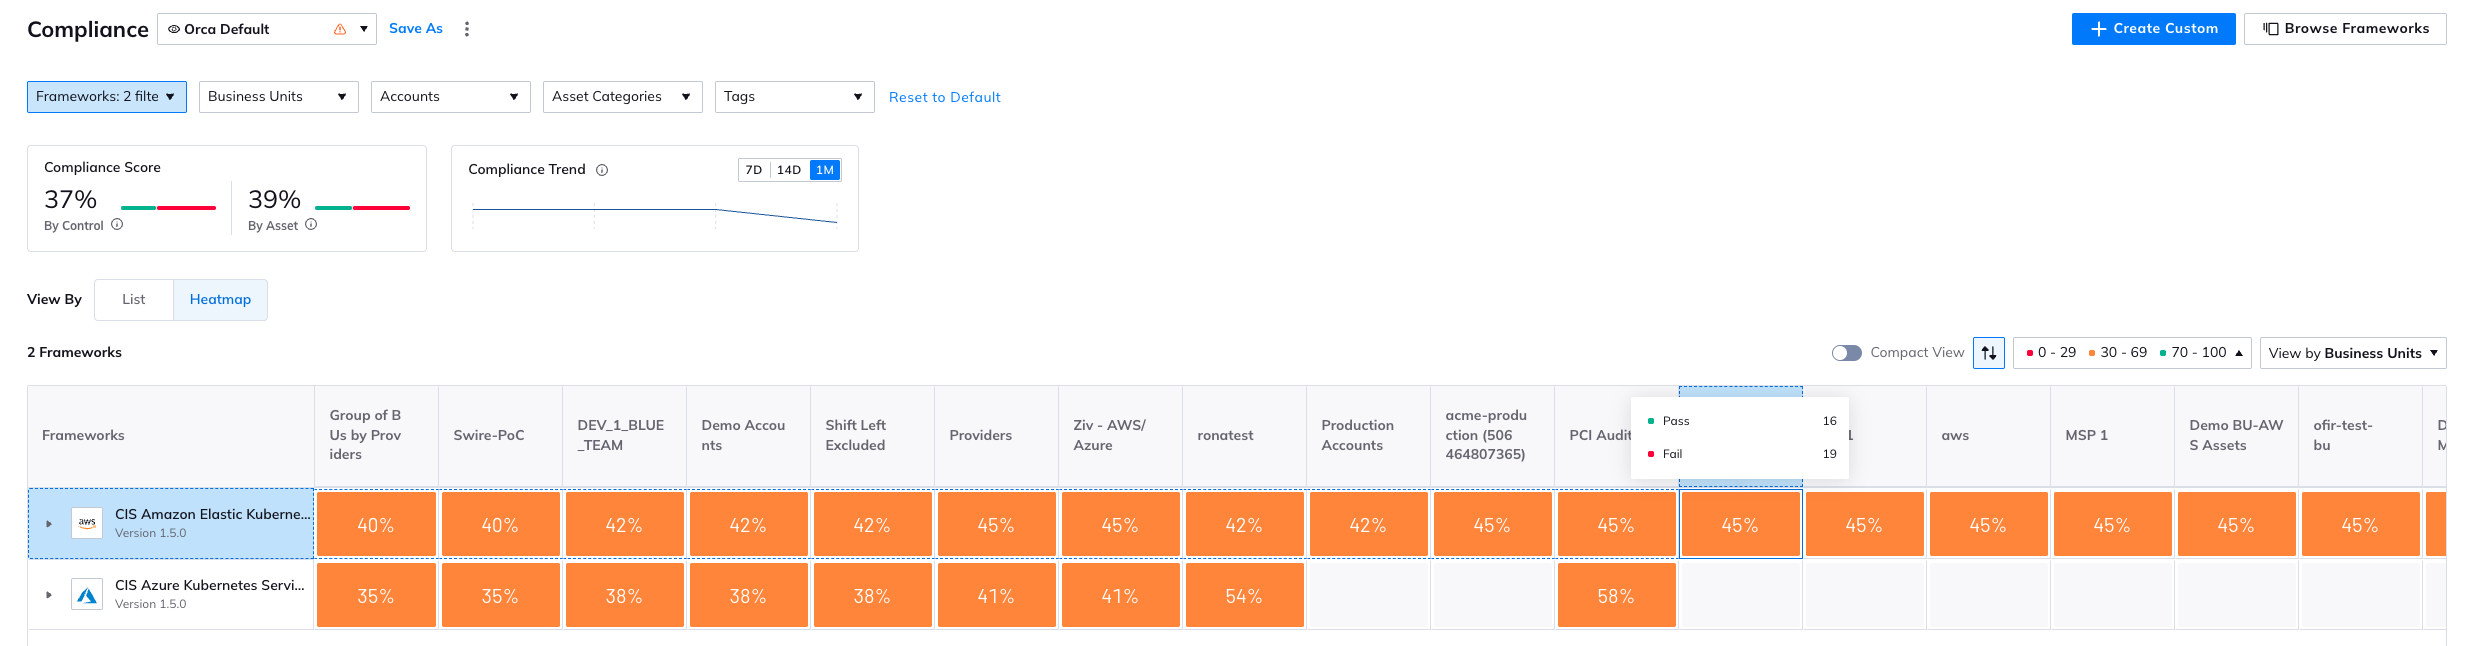 Compliance
Orca Default
Save As
Create Custom
Browse Frameworks
Frameworks: 2 filte
Business Units
Accounts
Asset Categories
Tags
Reset to Default
Compliance Score
37%
By Control
39%
By Asset
Compliance Trend
7D 14D 1M
View By
List
Heatmap
2 Frameworks
Compact View
0 - 29 30 - 69 70 - 100
View by Business Units
Frameworks
Group of B
Us by Prov
iders
Swire-PoC
DEV_1_BLUE
_TEAM
Demo Accou
nts
Shift Left
Excluded
Providers
Ziv - AWS/
Azure
ronatest
Production
Accounts
acme-produ
ction (506
464807365)
PCI Audit
Pass 16
Fail 19
1
aws
MSP 1
Demo BU-AW
S Assets
ofir-test-
bu
aws
CIS Amazon Elastic Kuberne...
Version 1.5.0
40% 40% 42% 42% 42% 45% 45% 42% 42% 45% 45% 45% 45% 45% 45% 45% 45%
CIS Azure Kubernetes Servi...
Version 1.5.0
35% 35% 38% 38% 38% 41% 41% 54% 58%